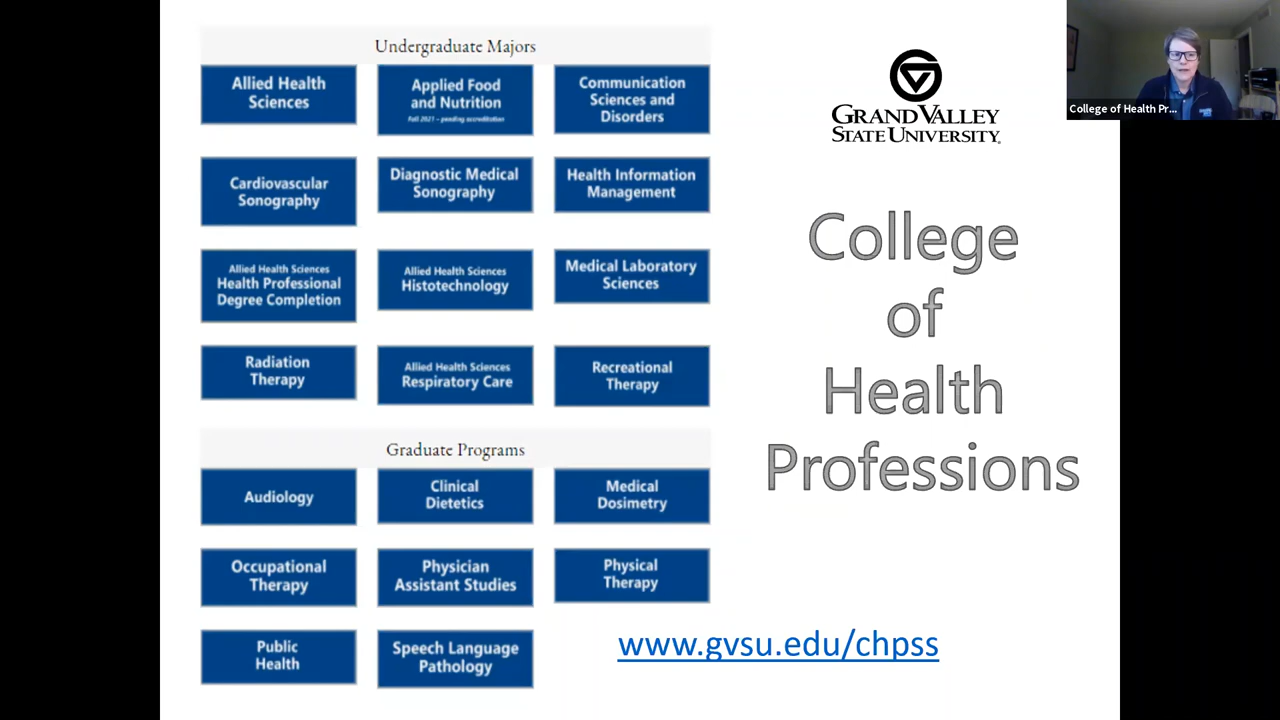 Undergraduate Majors
Allied Health
Sciences
Applied Food
and Nutrition
Fall 2021 – pending accreditation
Communication
Sciences and
Disorders
Cardiovascular
Sonography
Diagnostic Medical
Sonography
Health Information
Management
Allied Health Sciences
Health Professional
Degree Completion
Allied Health Sciences
Histotechnology
Medical Laboratory
Sciences
Radiation
Therapy
Allied Health Sciences
Respiratory Care
Recreational
Therapy
Graduate Programs
Audiology
Clinical
Dietetics
Medical
Dosimetry
Occupational
Therapy
Physician
Assistant Studies
Physical
Therapy
Public
Health
Speech Language
Pathology
GRAND VALLEY
STATE UNIVERSITY
College
of
Health
Professions
www.gvsu.edu/chpss
College of Health Pr...